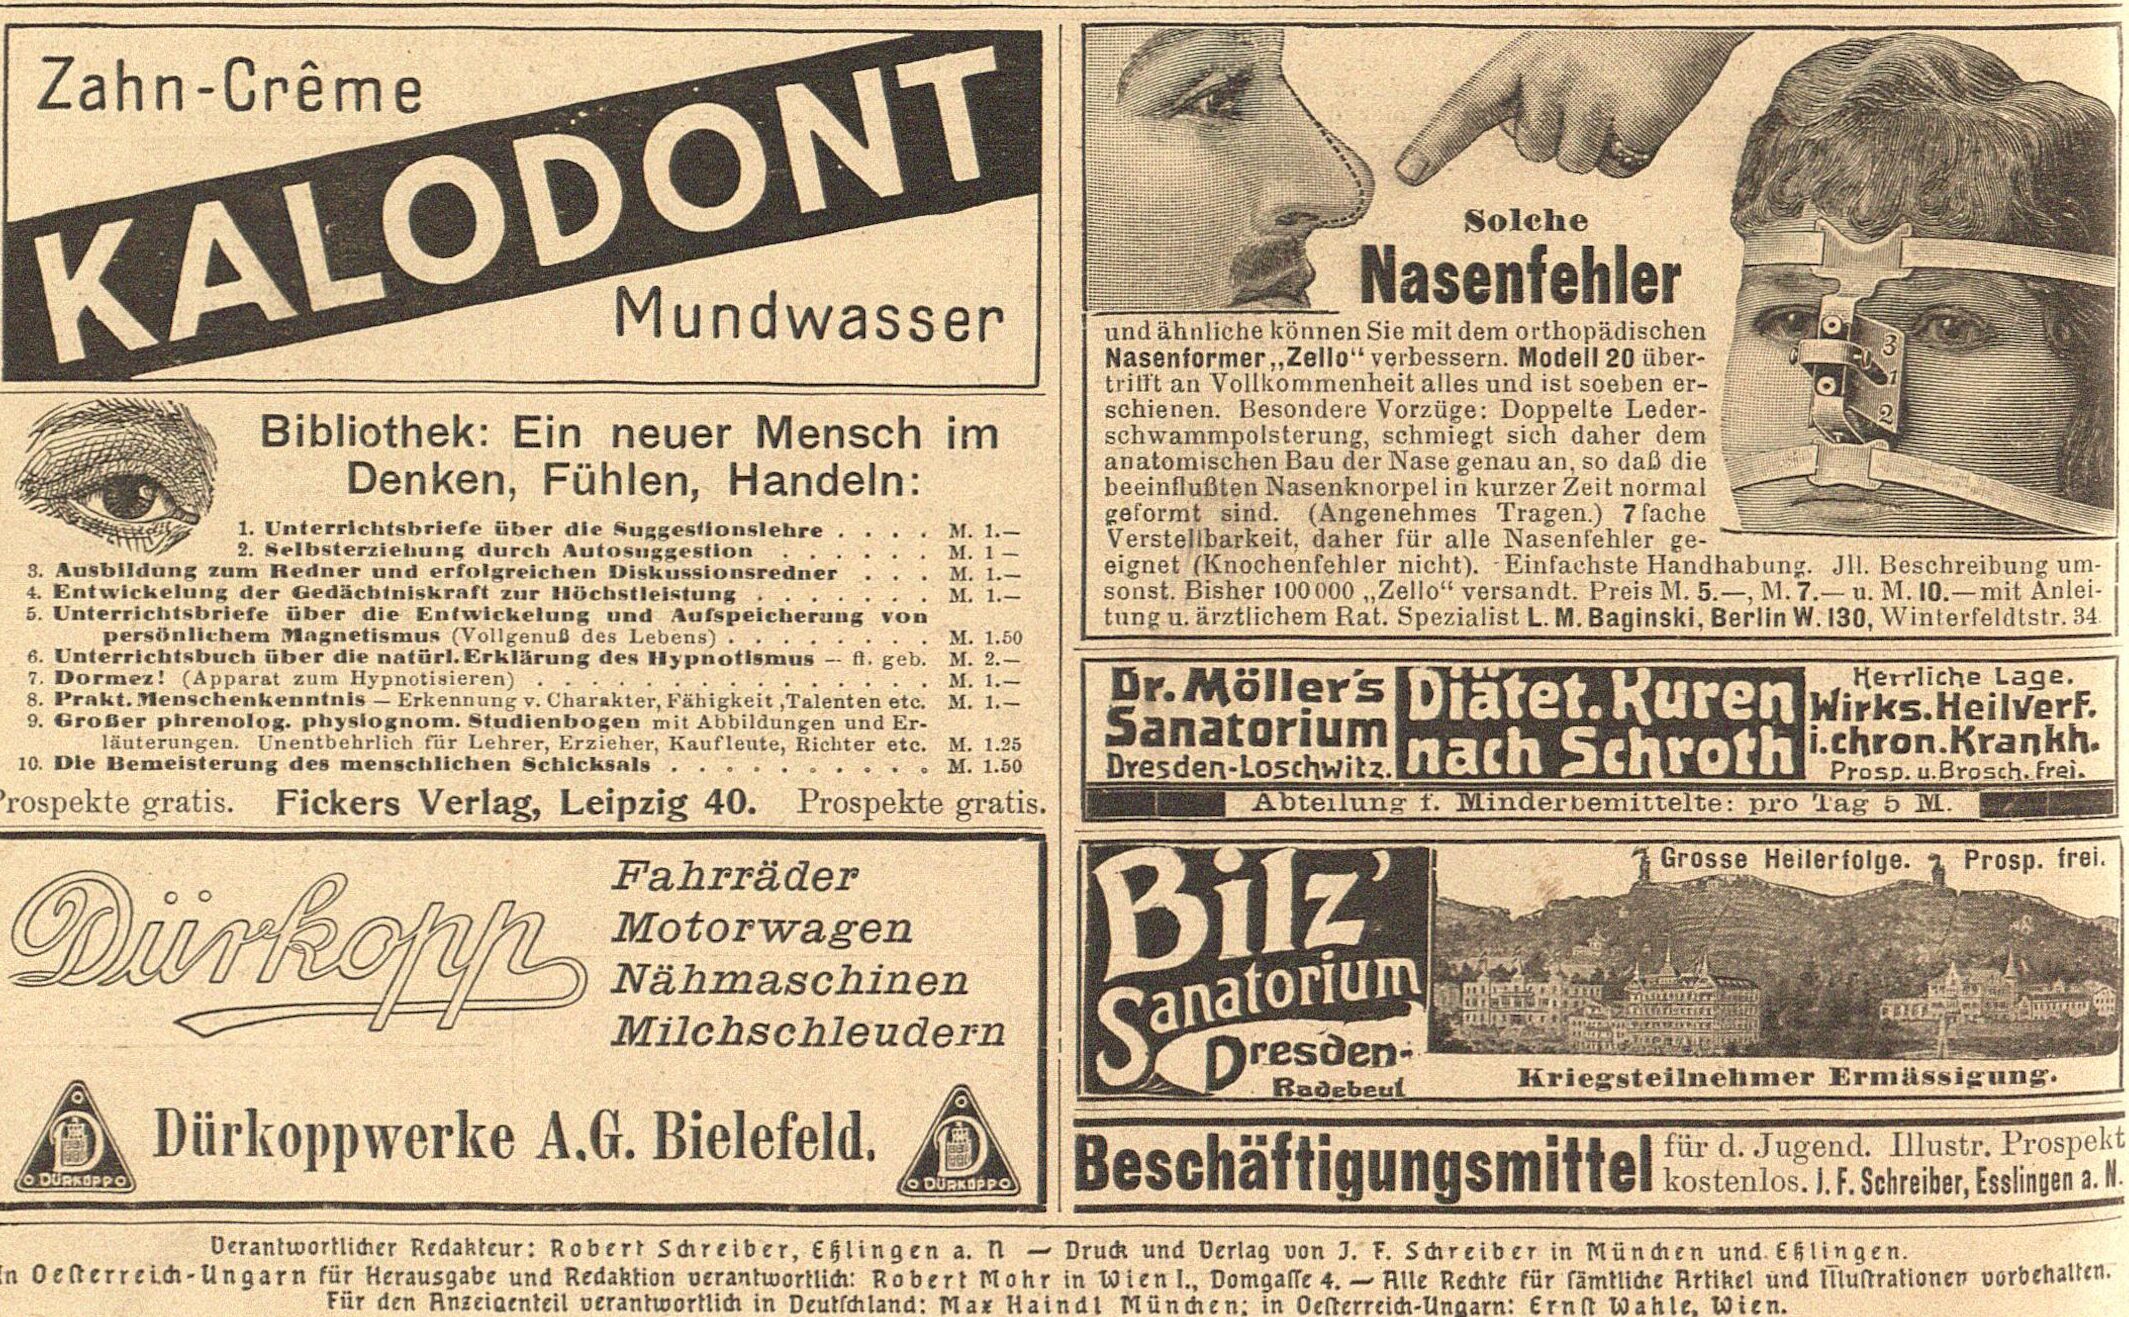 Zahn-Crême
KALODONT
Mundwasser
Bibliothek: Ein neuer Mensch im
Denken, Fühlen, Handeln:
1. Unterrichtsbriefe über die Suggestionslehre . . . . M. 1.—
2. Selbsterziehung durch Autosuggestion . . . . . . M. 1 —
3. Ausbildung zum Redner und erfolgreichen Diskussionsredner . . . M. 1.—
4. Entwickelung der Gedächtniskraft zur Höchstleistung . . . . . . . M. 1.—
5. Unterrichtsbriefe über die Entwickelung und Aufspeicherung von
persönlichem Magnetismus (Vollgenuß des Lebens) . . . . . . . . M. 1.50
6. Unterrichtsbuch über die natürl. Erklärung des Hypnotismus — ff. geb. M. 2.—
7. Dormez! (Apparat zum Hypnotisieren) . . . . . . . . . . . . . . . M. 1.—
8. Prakt. Menschenkenntnis — Erkennung v. Charakter, Fähigkeit ,Talenten etc. M. 1.—
9. Großer phrenolog. physiognom. Studienbogen mit Abbildungen und Er-
läuterungen. Unentbehrlich für Lehrer, Erzieher, Kaufleute, Richter etc. M. 1.25
10. Die Bemeisterung des menschlichen Schicksals . . . . . . . . . . M. 1.50
Prospekte gratis. Fickers Verlag, Leipzig 40. Prospekte gratis.
Dürkopp
Fahrräder
Motorwagen
Nähmaschinen
Milchschleudern
Dürkoppwerke A.G. Bielefeld.
DÜRKOPP
DÜRKOPP
Solche
Nasenfehler
und ähnliche können Sie mit dem orthopädischen
Nasenformer „Zello“ verbessern. Modell 20 über-
trifft an Vollkommenheit alles und ist soeben er-
schienen. Besondere Vorzüge: Doppelte Leder-
schwammpolsterung, schmiegt sich daher dem
anatomischen Bau der Nase genau an, so daß die
beeinflußten Nasenknorpel in kurzer Zeit normal
geformt sind. (Angenehmes Tragen.) 7 fache
Verstellbarkeit, daher für alle Nasenfehler ge-
eignet (Knochenfehler nicht). Einfachste Handhabung. Jll. Beschreibung um-
sonst. Bisher 100 000 „Zello“ versandt. Preis M. 5.—, M. 7.— u. M. 10.— mit Anlei-
tung u. ärztlichem Rat. Spezialist L. M. Baginski, Berlin W. 130, Winterfeldtstr. 34.
3
1
2
Dr. Möller's
Sanatorium
Dresden-Loschwitz.
Diätet. Kuren
nach Schroth
Herrliche Lage.
Wirks. Heilverf.
i. chron. Krankh.
Prosp. u. Brosch. frei.
Abteilung f. Minderbemittelte: pro Tag 5 M.
Bilz'
Sanatorium
Dresden-
Radebeul
Grosse Heilerfolge. Prosp. frei.
Kriegsteilnehmer Ermässigung.
Beschäftigungsmittel
für d. Jugend. Illustr. Prospekt
kostenlos. J. F. Schreiber, Esslingen a. N.
Verantwortlicher Redakteur: Robert Schreiber, Eßlingen a. N — Druck und Verlag von J. F. Schreiber in München und. Eßlingen.
In Oesterreich-Ungarn für Herausgabe und Redaktion verantwortlich: Robert Mohr in Wien I., Domgasse 4. — Alle Rechte für sämtliche Artikel und Illustrationen vorbehalten.
Für den Anzeigenteil verantwortlich in Deutschland: Max Haindl München; in Oesterreich-Ungarn: Ernst Wahle, Wien.